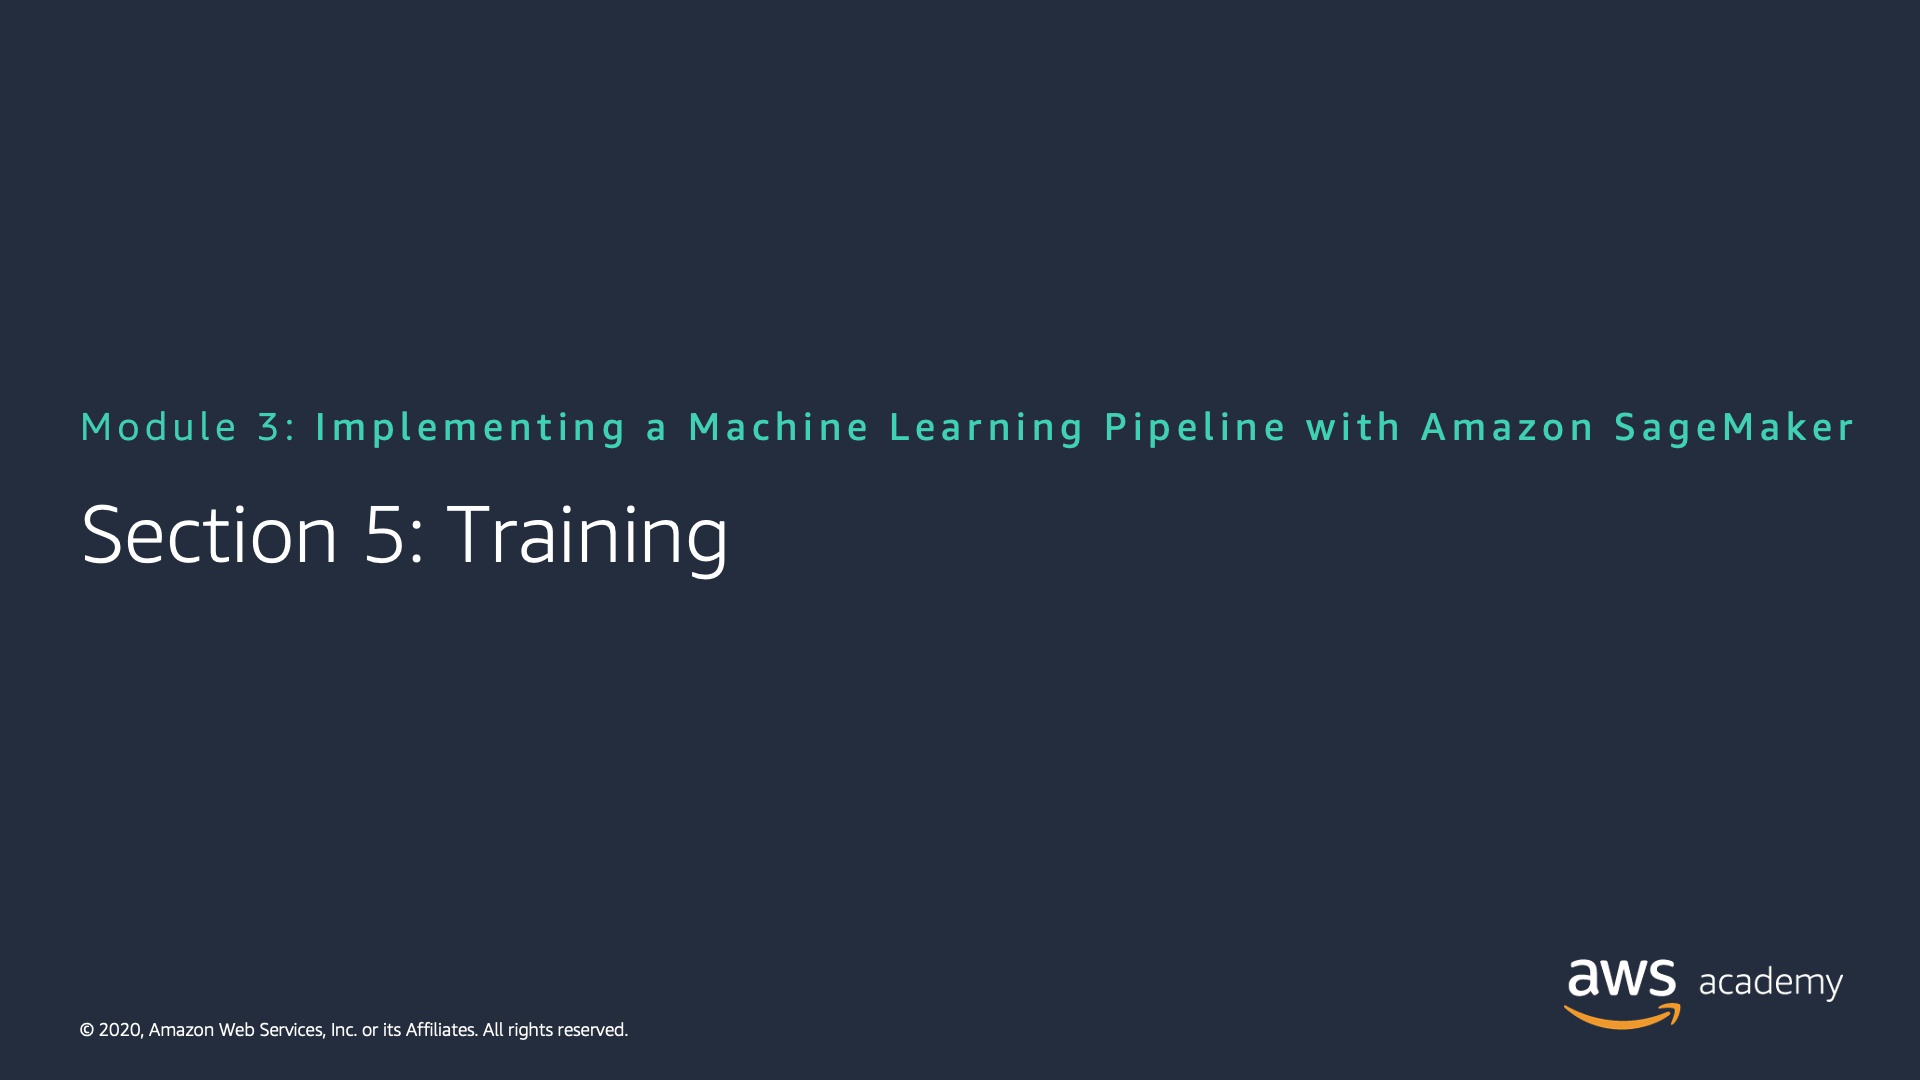 Module 3: Implementing a Machine Learning Pipeline with Amazon SageMaker
Section 5: Training
aws academy
© 2020, Amazon Web Services, Inc. or its Affiliates. All rights reserved.